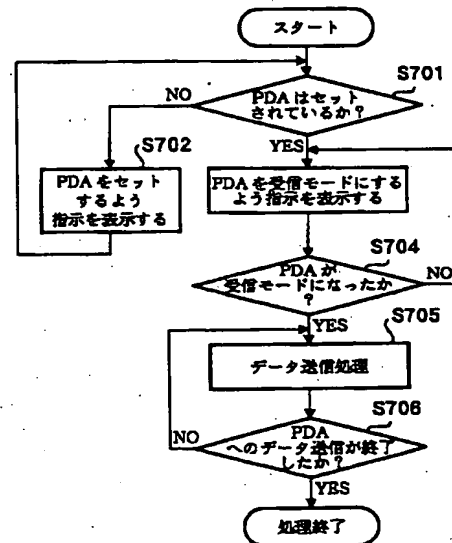 スタート
S701
PDAはセット
されているか?
NO
YES
S702
PDAをセット
するよう
指示を表示する
PDAを受信モードにする
よう指示を表示する
S704
PDAが
受信モードになったか
?
NO
YES
S705
データ送信処理
S706
PDA
へのデータ送信が終了
したか?
NO
YES
処理終了